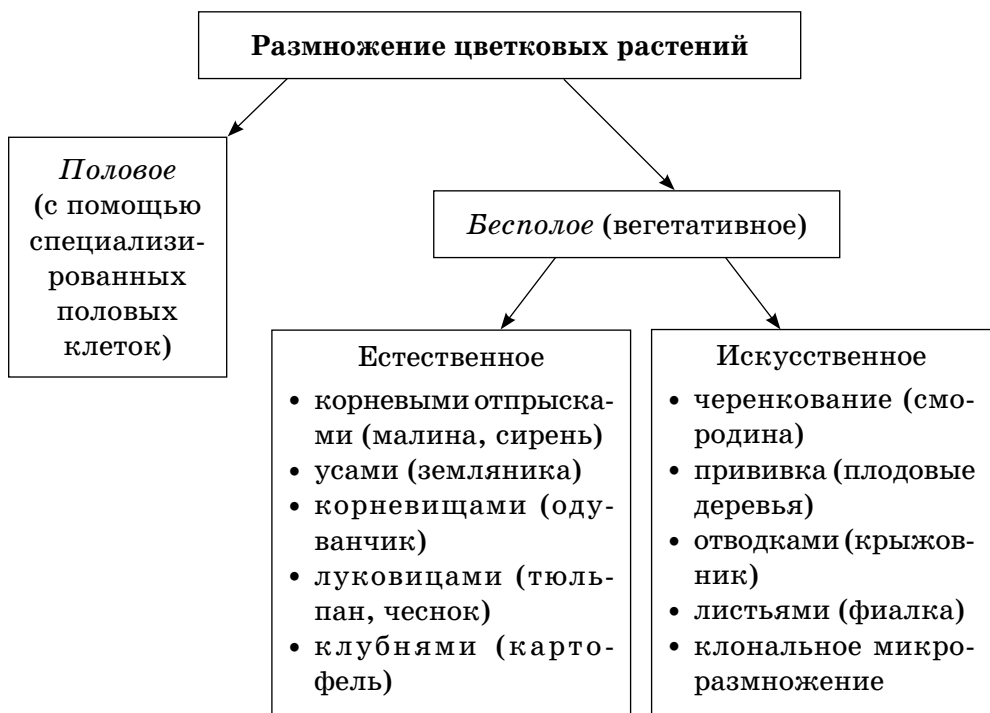 Размножение цветковых растений
Половое
(с помощью
специализи-
рованных
половых
клеток)
Бесполое (вегетативное)
Естественное
• корневыми отпрыска-
ми (малина, сирень)
• усами (земляника)
• корневищами (оду-
ванчик)
• луковицами (тюль-
пан, чеснок)
• клубнями (карто-
фель)
Искусственное
• черенкование (смо-
родина)
• прививка (плодовые
деревья)
• отводками (крыжов-
ник)
• листьями (фиалка)
• клональное микро-
размножение